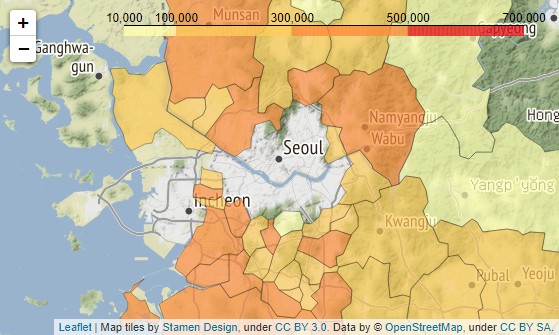 +
−
10,000 100,000 300,000 500,000 700,000
Munsan
Gapyeong
Ganghwa-
gun
Hong
Namyangju
Wabu
Seoul
Yangp'yŏng
Incheon
Kwangju
Pubal
Yeoju
Leaflet | Map tiles by Stamen Design, under CC BY 3.0. Data by © OpenStreetMap, under CC BY SA.